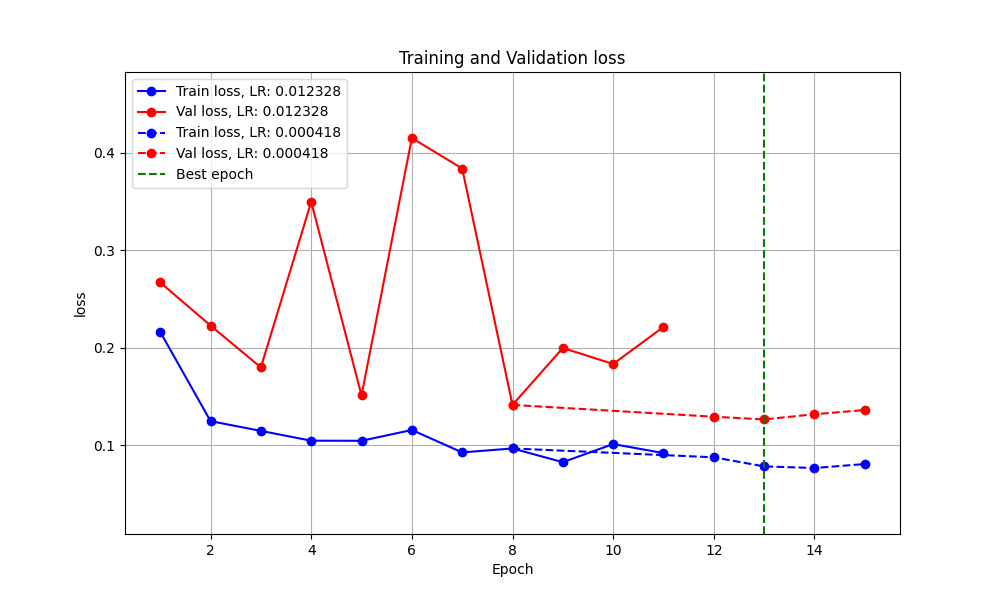 Training and Validation loss
Train loss, LR: 0.012328
Val loss, LR: 0.012328
Train loss, LR: 0.000418
Val loss, LR: 0.000418
Best epoch
0.4
0.3
0.2
0.1
loss
2 4 6 8 10 12 14
Epoch